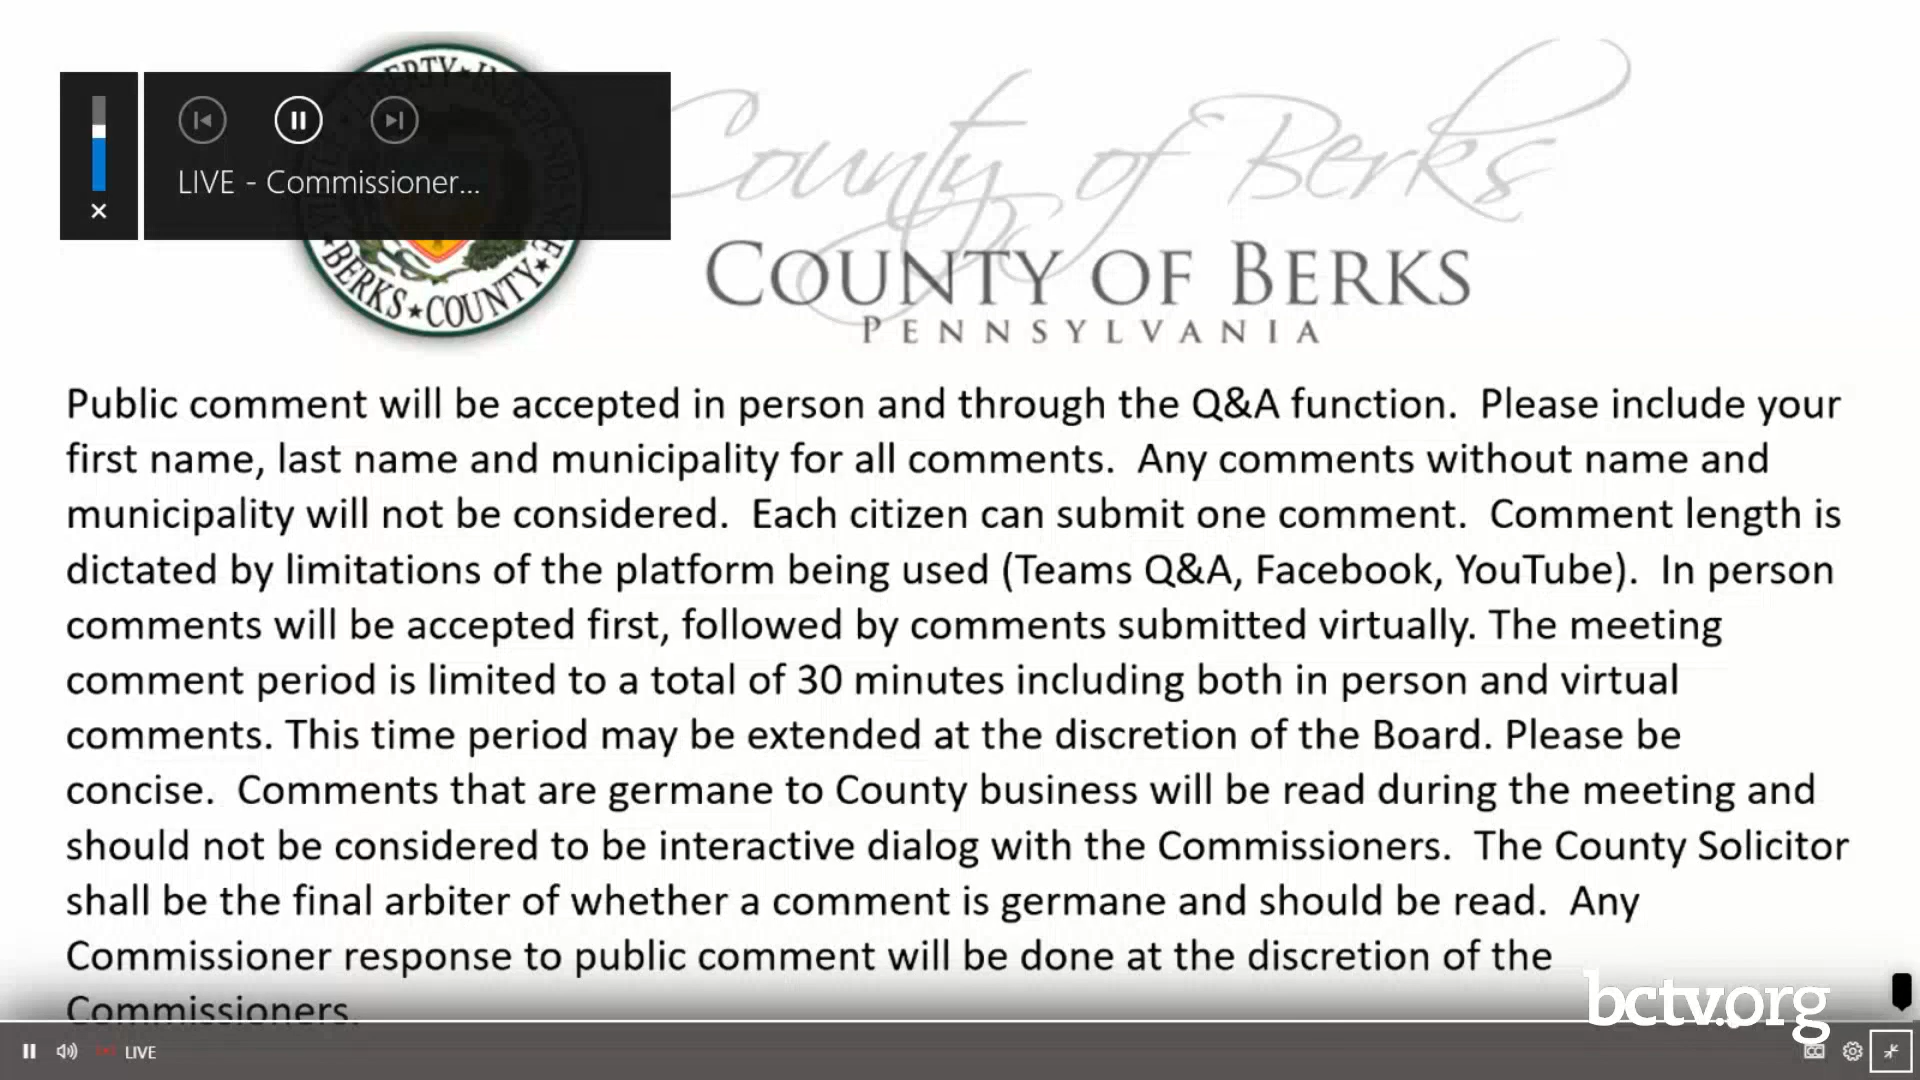 LIBERTY★INDEPENDENCE
★BERKS★COUNTY★
LIVE - Commissioner...
County of Berks
COUNTY OF BERKS
PENNSYLVANIA
Public comment will be accepted in person and through the Q&A function.  Please include your
first name, last name and municipality for all comments.  Any comments without name and
municipality will not be considered.  Each citizen can submit one comment.  Comment length is
dictated by limitations of the platform being used (Teams Q&A, Facebook, YouTube).  In person
comments will be accepted first, followed by comments submitted virtually. The meeting
comment period is limited to a total of 30 minutes including both in person and virtual
comments. This time period may be extended at the discretion of the Board. Please be
concise.  Comments that are germane to County business will be read during the meeting and
should not be considered to be interactive dialog with the Commissioners.  The County Solicitor
shall be the final arbiter of whether a comment is germane and should be read.  Any
Commissioner response to public comment will be done at the discretion of the
Commissioners.
bctv.org
LIVE
CC